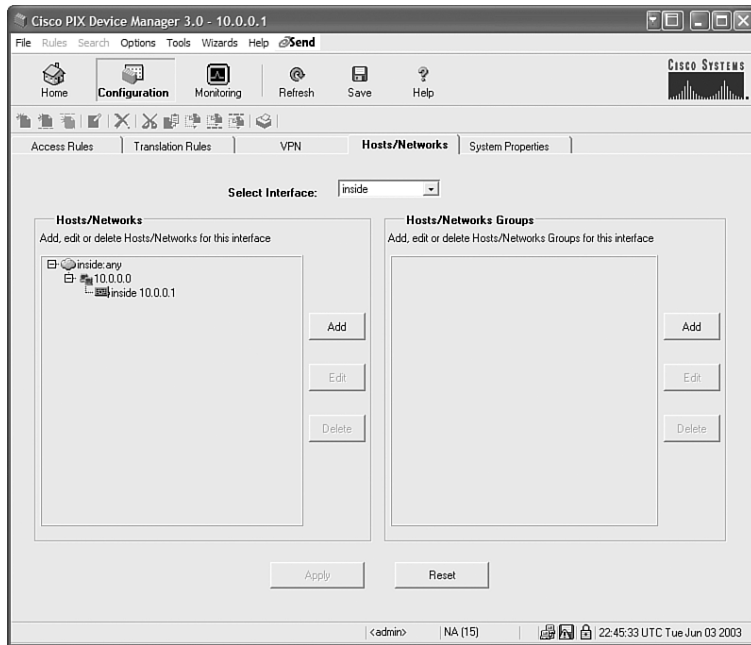 Cisco PIX Device Manager 3.0 - 10.0.0.1
File Rules Search Options Tools Wizards Help Send
Home Configuration Monitoring Refresh Save Help
CISCO SYSTEMS
Access Rules Translation Rules VPN Hosts/Networks System Properties
Select Interface: inside
Hosts/Networks
Add, edit or delete Hosts/Networks for this interface
inside:any
10.0.0.0
inside 10.0.0.1
Add
Edit
Delete
Hosts/Networks Groups
Add, edit or delete Hosts/Networks Groups for this interface
Add
Edit
Delete
Apply Reset
<admin> NA (15) 22:45:33 UTC Tue Jun 03 2003